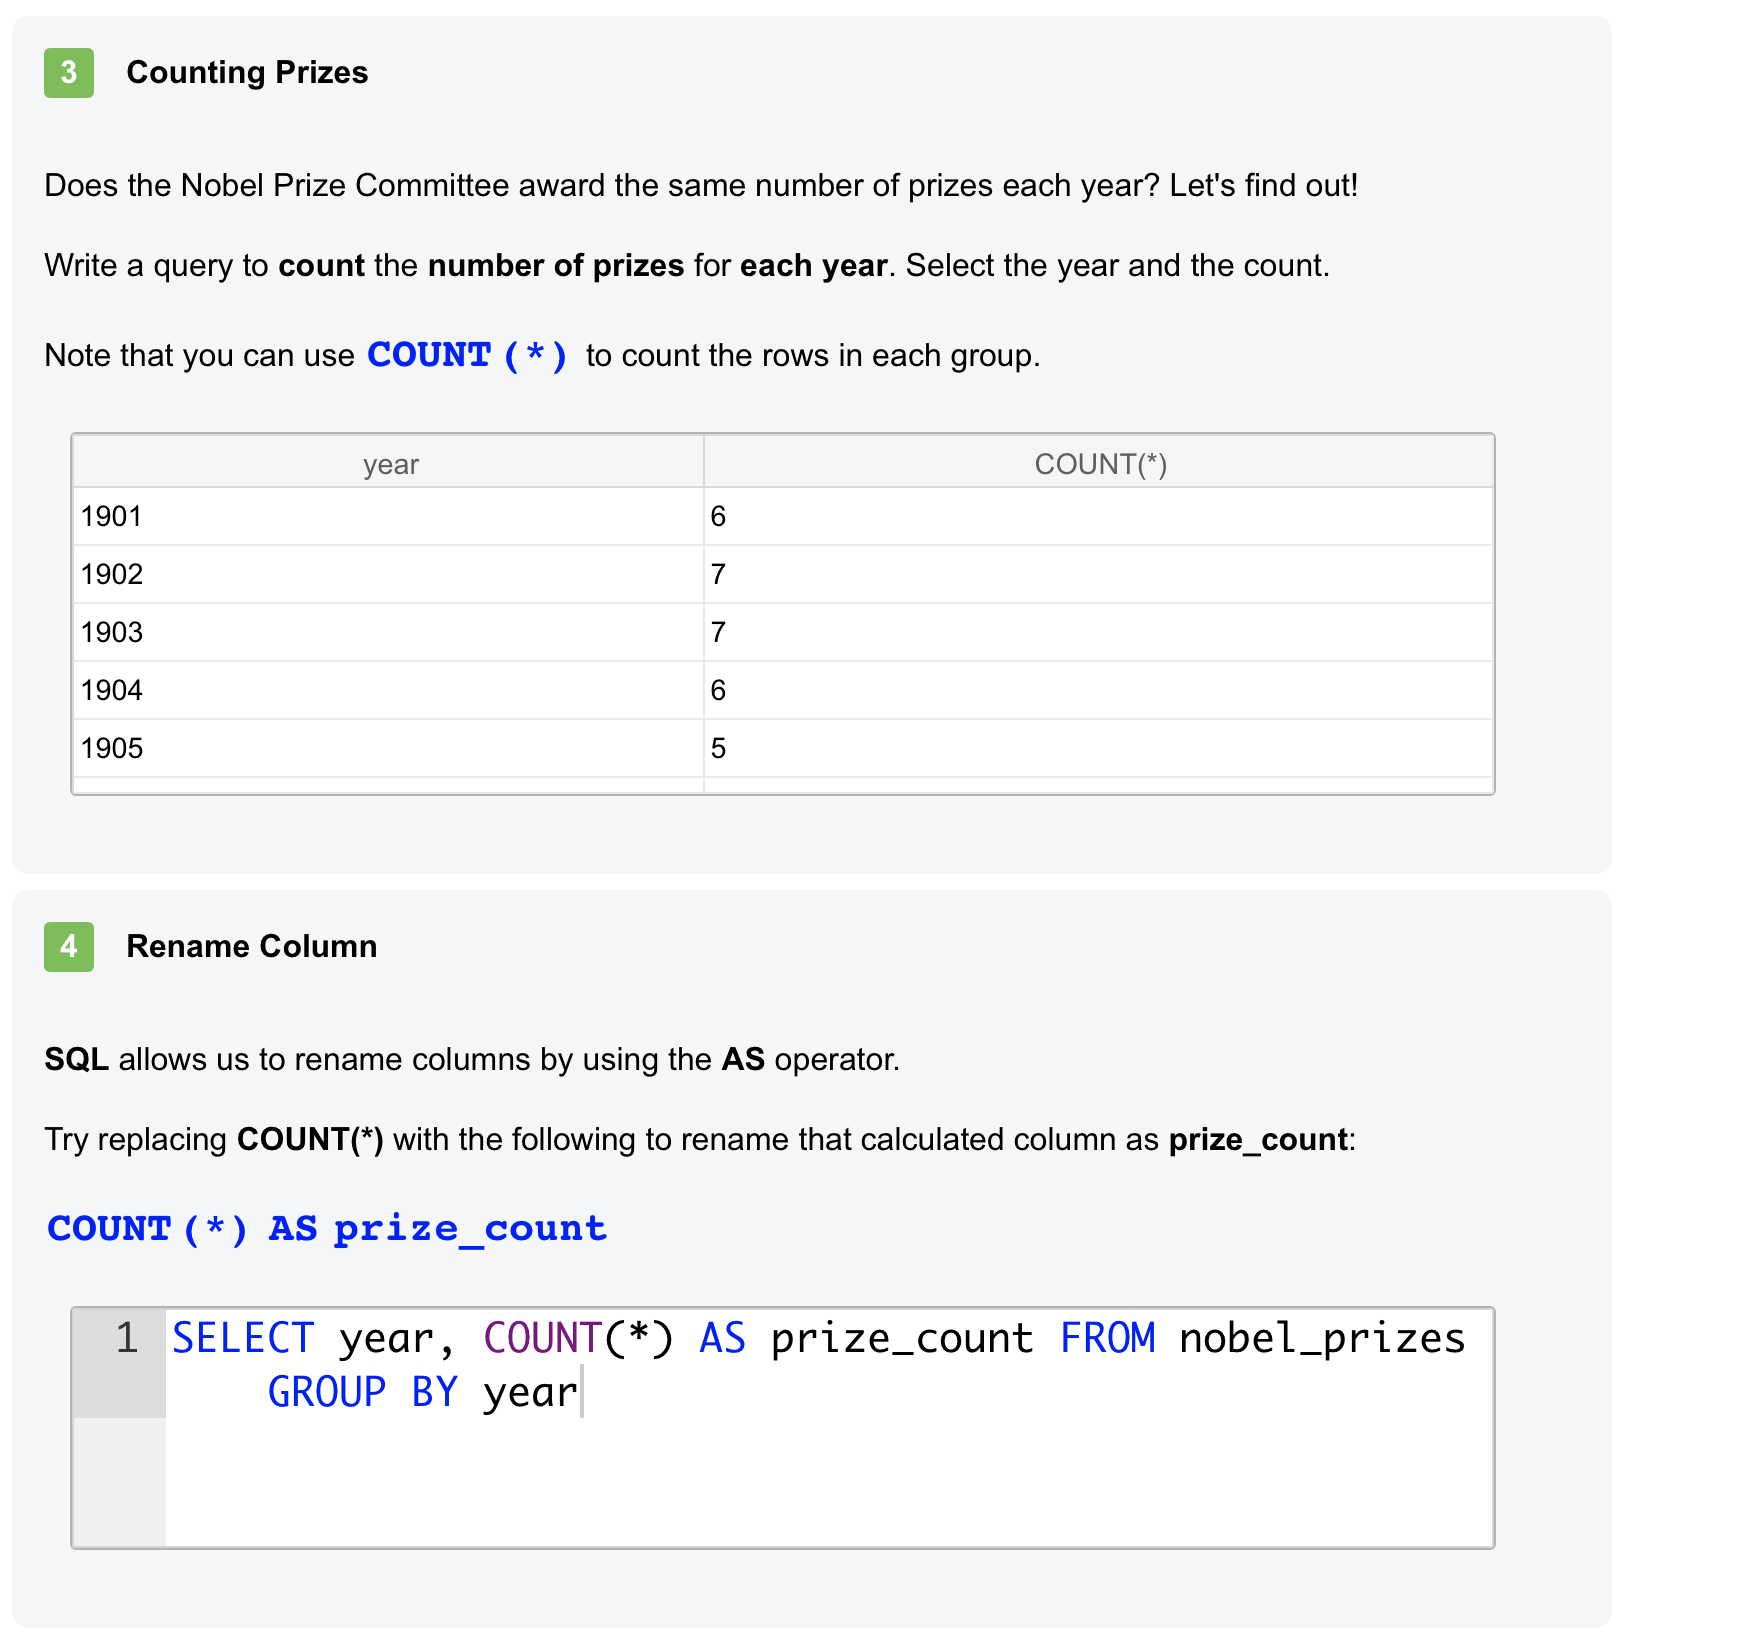 3 Counting Prizes
Does the Nobel Prize Committee award the same number of prizes each year? Let's find out!
Write a query to count the number of prizes for each year. Select the year and the count.
Note that you can use COUNT(*) to count the rows in each group.
year COUNT(*)
1901 6
1902 7
1903 7
1904 6
1905 5
4 Rename Column
SQL allows us to rename columns by using the AS operator.
Try replacing COUNT(*) with the following to rename that calculated column as prize_count:
COUNT(*) AS prize_count
1 SELECT year, COUNT(*) AS prize_count FROM nobel_prizes
GROUP BY year